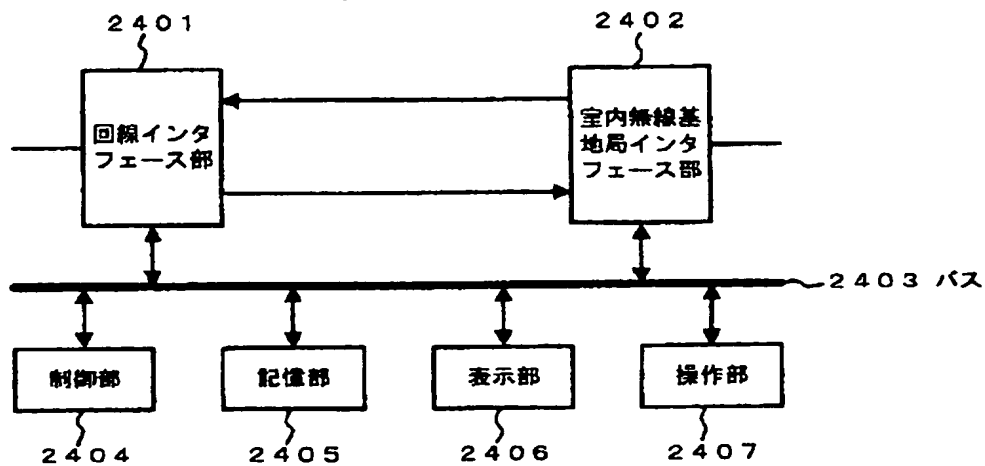 2401
2402
回線インタ
フェース部
室内無線基
地局インタ
フェース部
2403 バス
制御部
記憶部
表示部
操作部
2404
2405
2406
2407